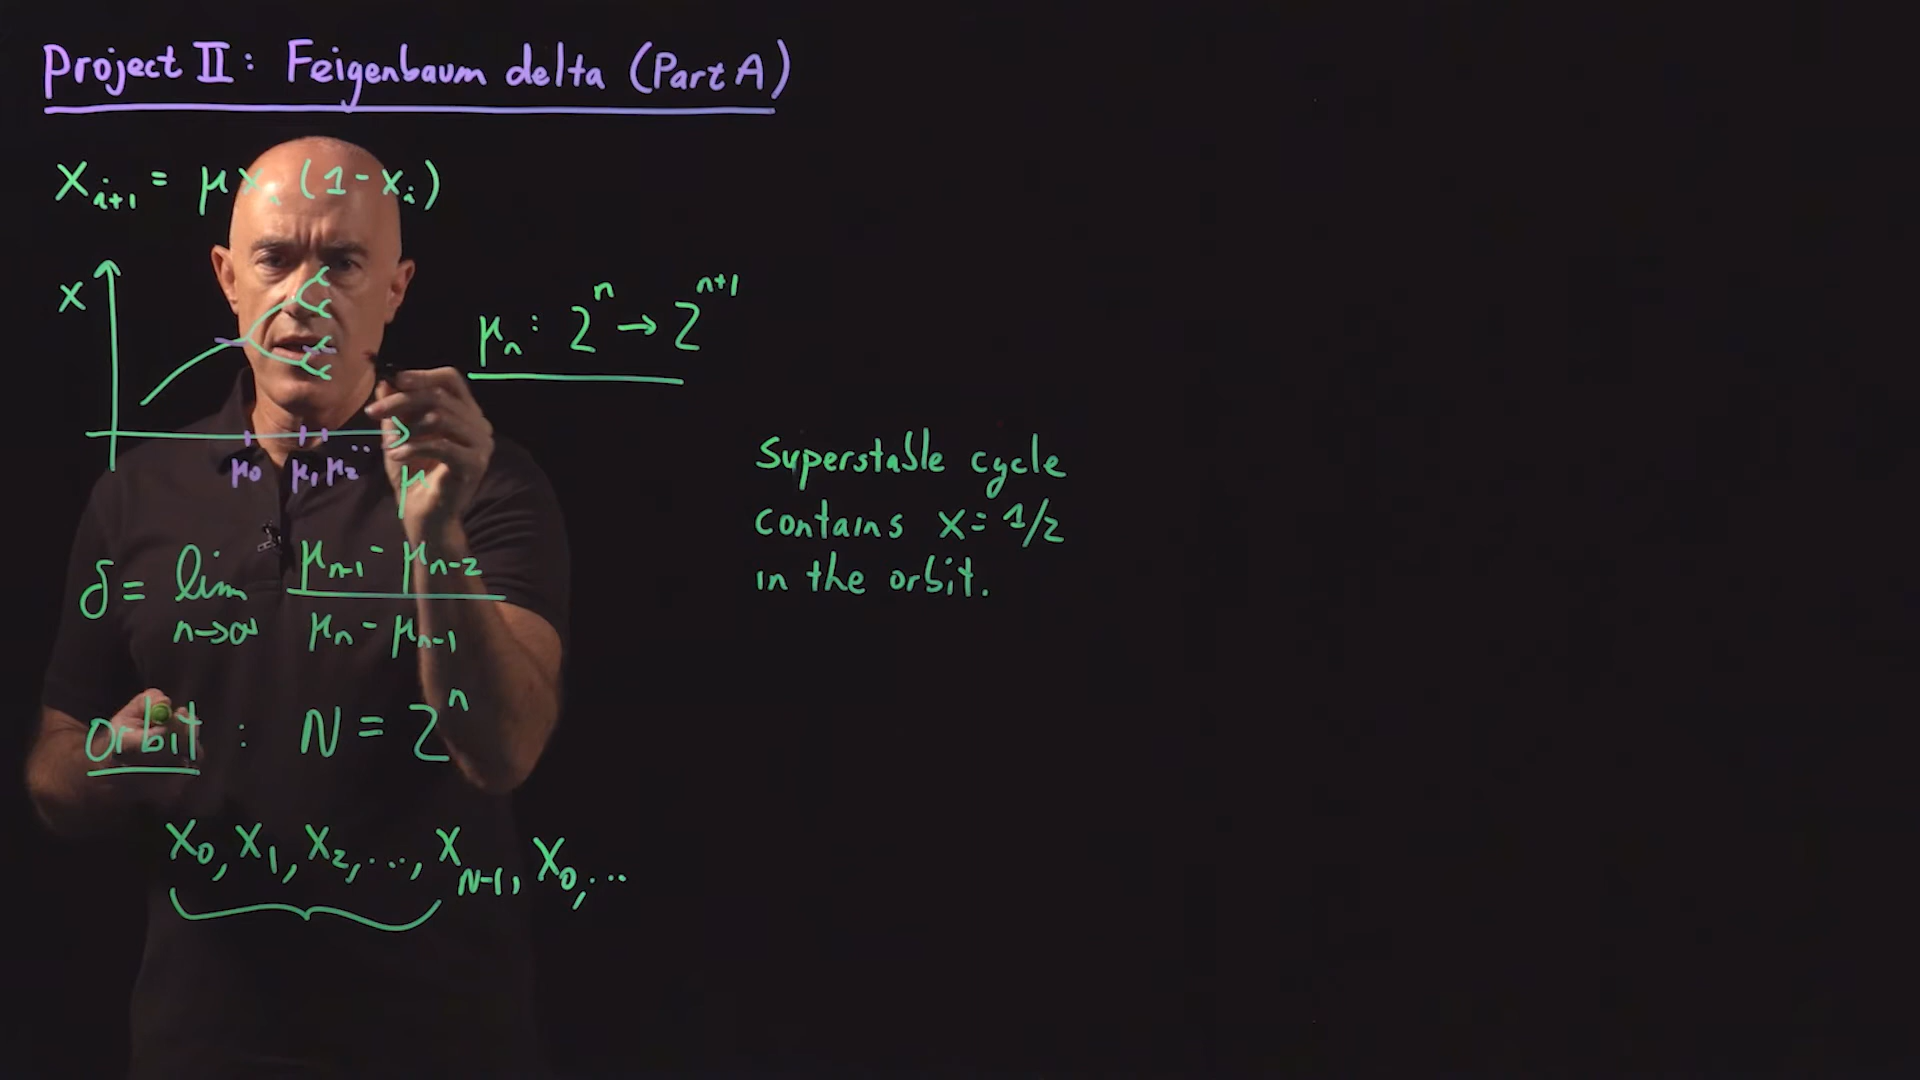 Project II: Feigenbaum delta (Part A)
x_{i+1} = μx_i (1-x_i)
x
μ_n: 2^n → 2^{n+1}
μ_0 μ_1 μ_2 ..
μ
Superstable cycle
contains x=1/2
in the orbit.
δ = lim_{n→∞} \frac{μ_{n-1} - μ_{n-2}}{μ_n - μ_{n-1}}
orbit : N = 2^n
x_0, x_1, x_2, ..., x_{N-1}, x_0, ...